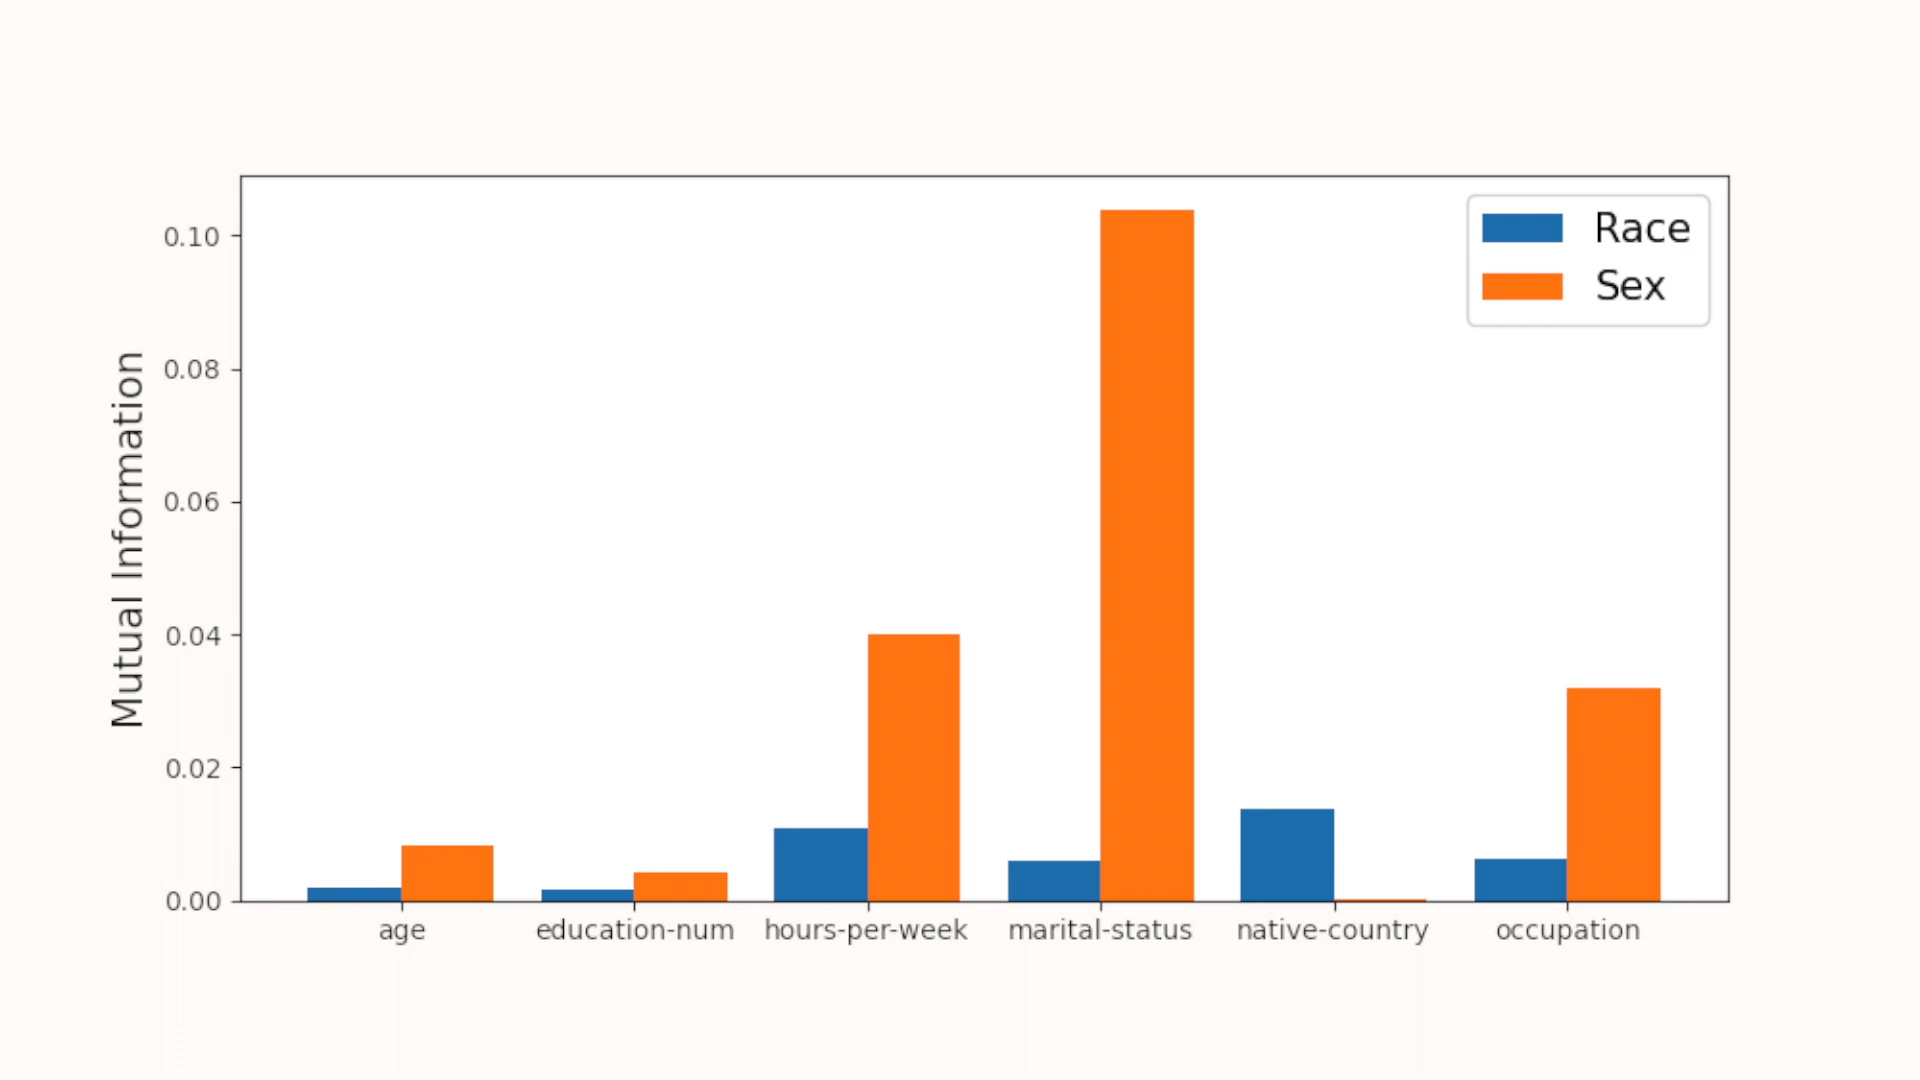 Race
Sex
Mutual Information
0.10
0.08
0.06
0.04
0.02
0.00
age education-num hours-per-week marital-status native-country occupation